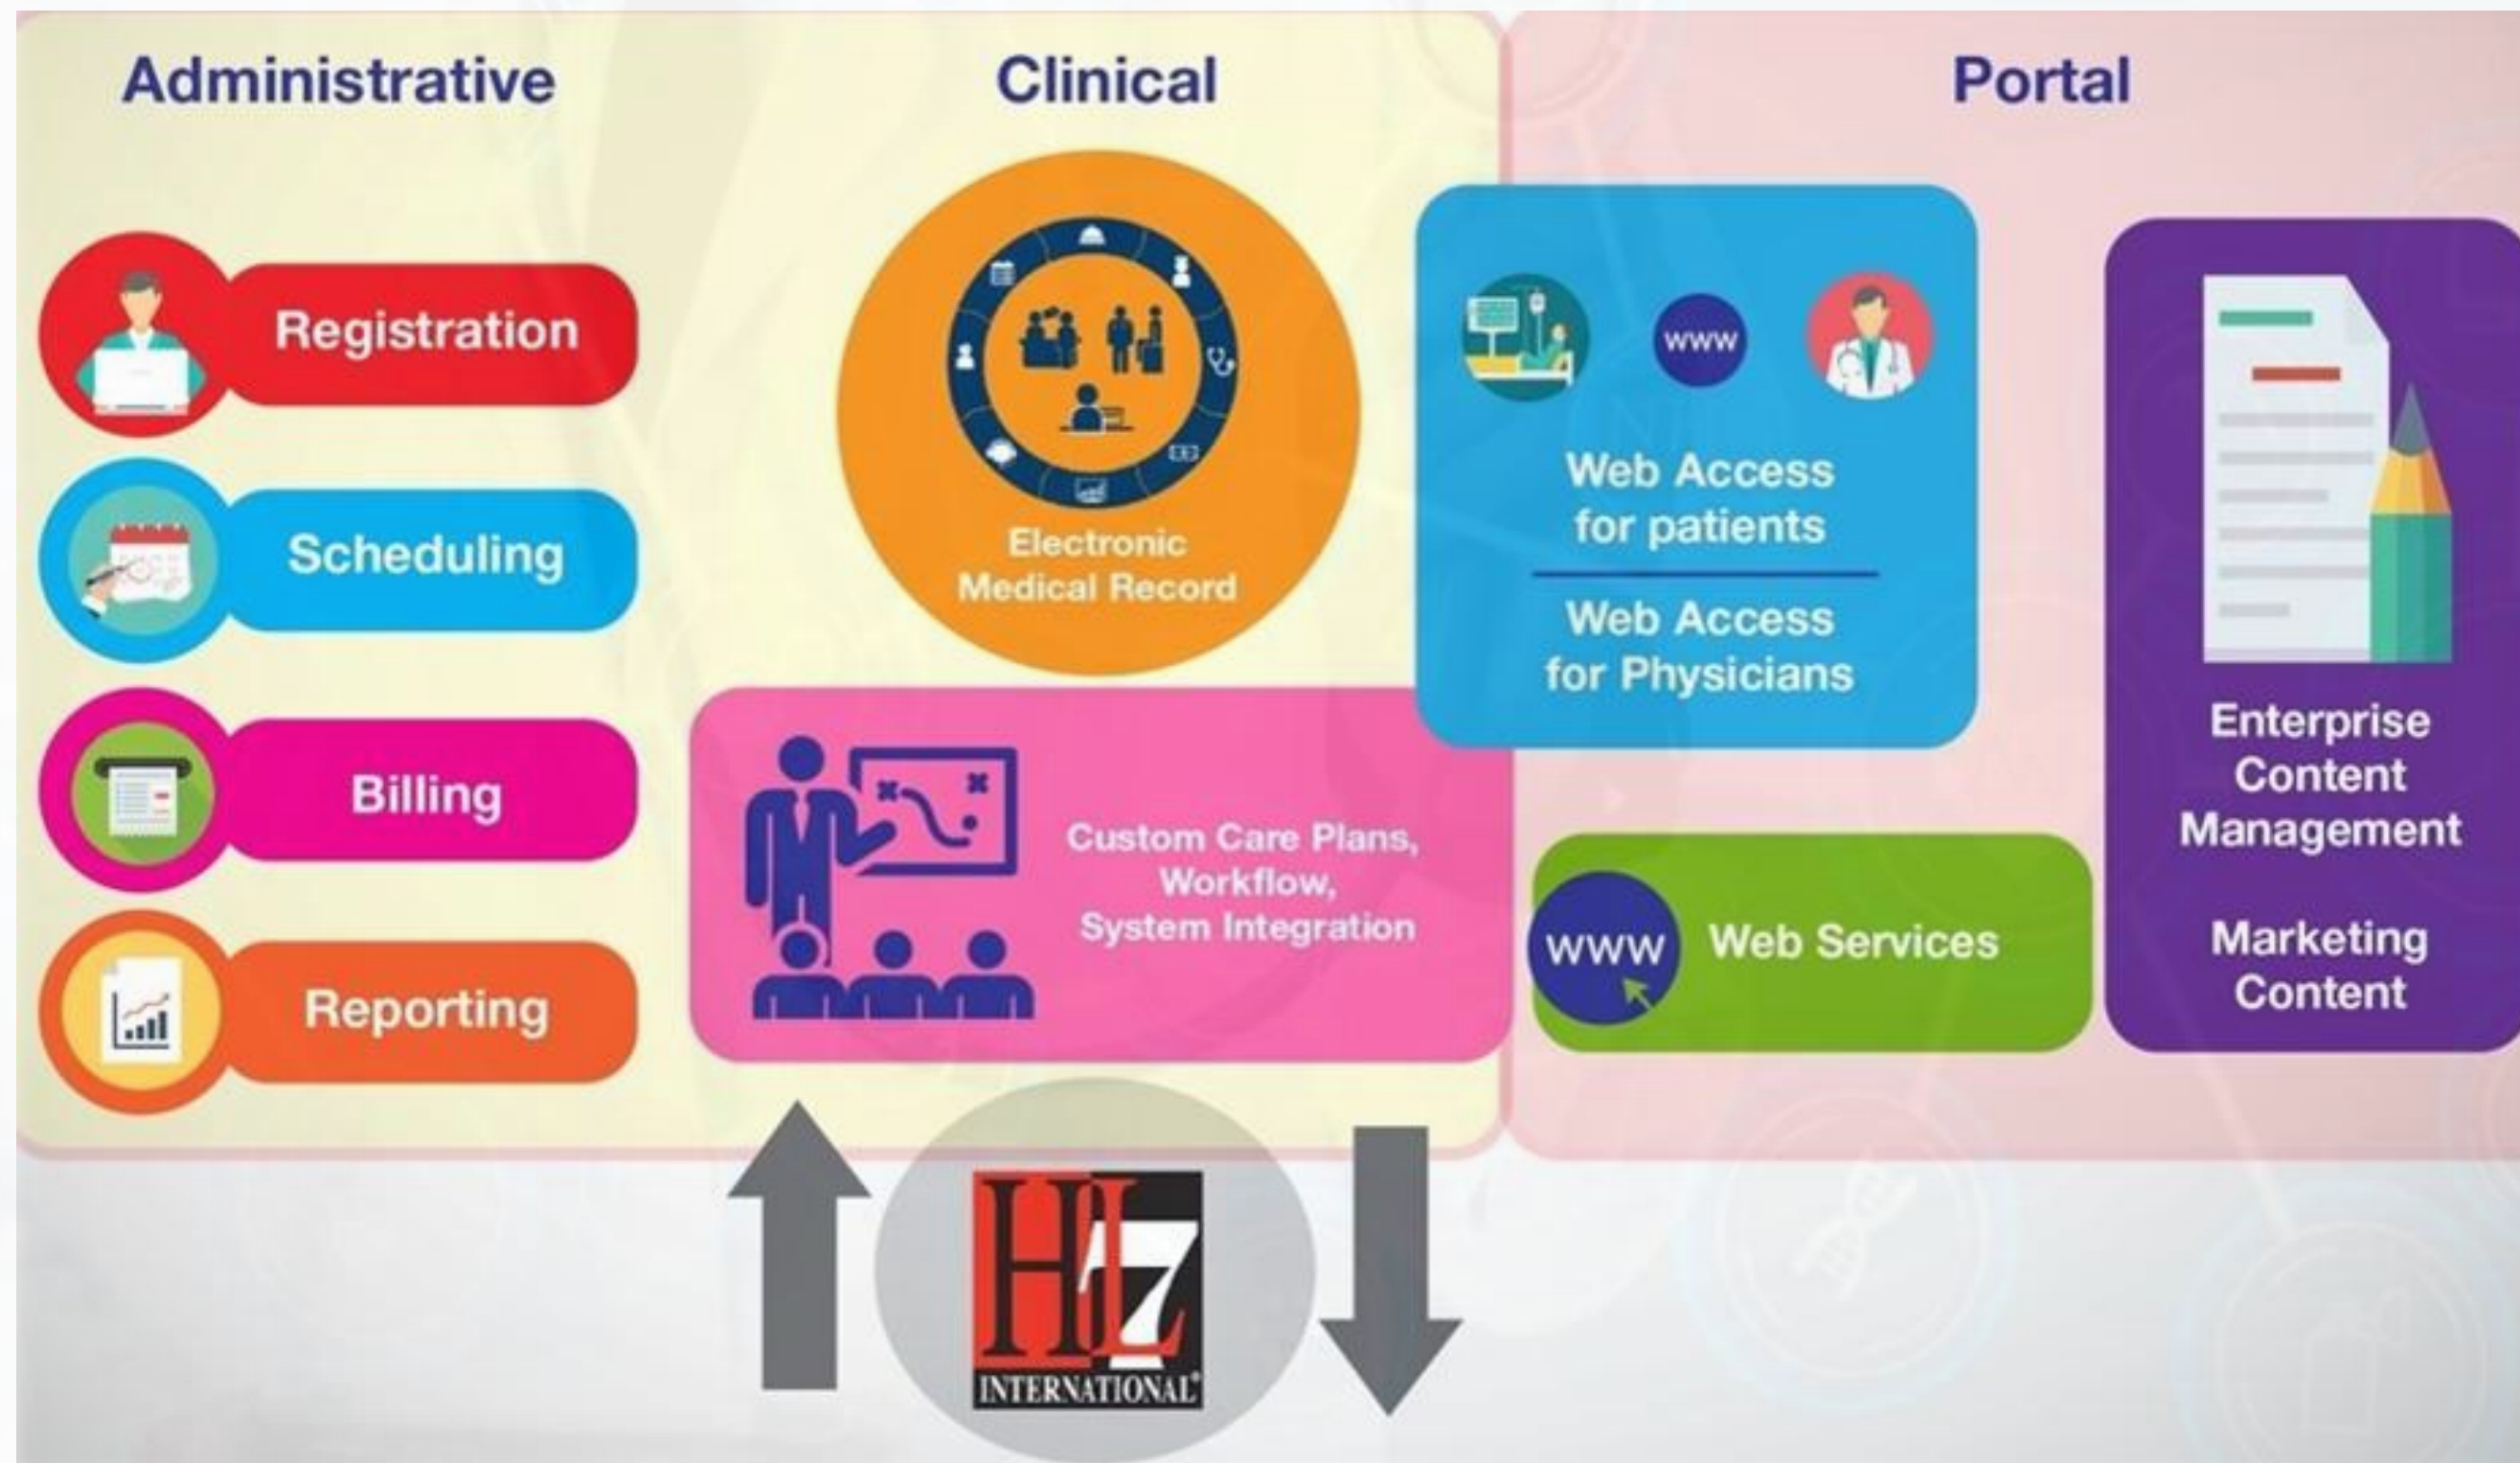 Administrative
Registration
Scheduling
Billing
Reporting
Clinical
Electronic
Medical Record
Custom Care Plans,
Workflow,
System Integration
Portal
www
Web Access
for patients
Web Access
for Physicians
www
Web Services
Enterprise
Content
Management
Marketing
Content
HL7
INTERNATIONAL®